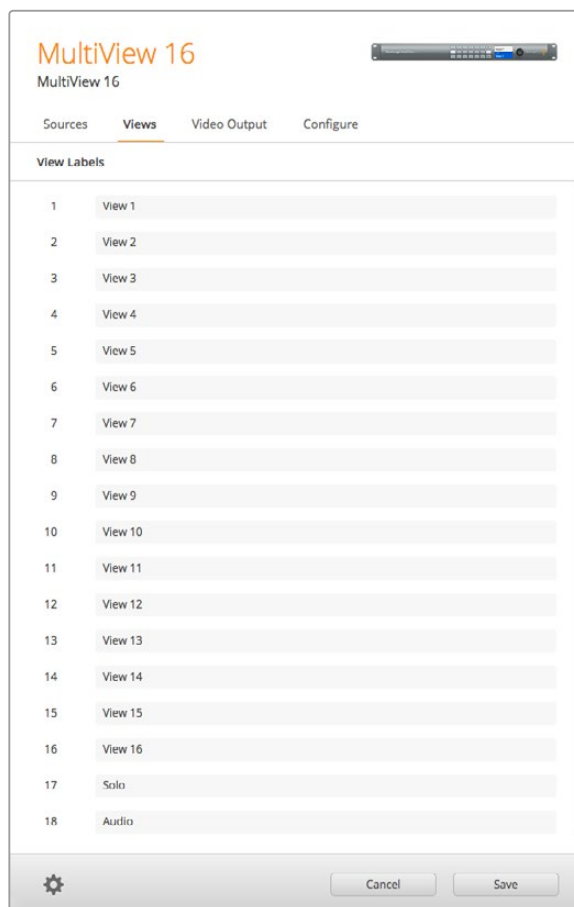 MultiView 16
MultiView 16
Sources Views Video Output Configure
View Labels
1 View 1
2 View 2
3 View 3
4 View 4
5 View 5
6 View 6
7 View 7
8 View 8
9 View 9
10 View 10
11 View 11
12 View 12
13 View 13
14 View 14
15 View 15
16 View 16
17 Solo
18 Audio
Cancel Save